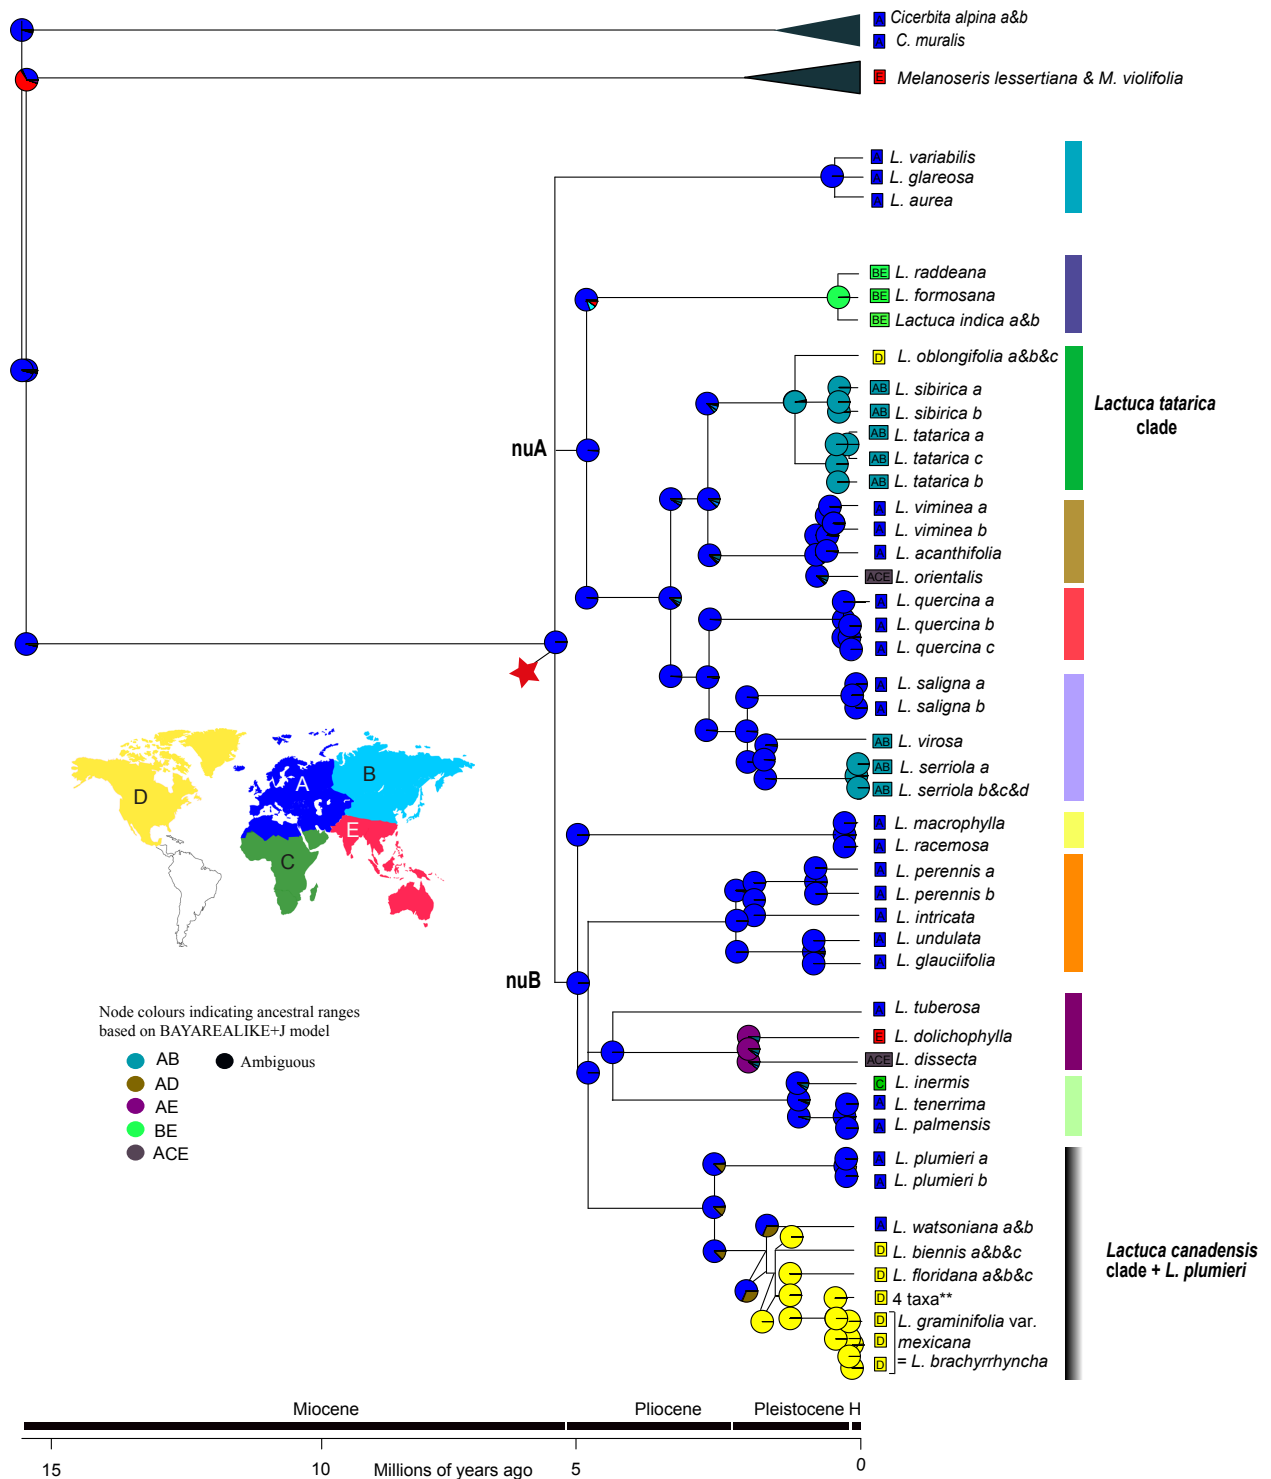 A Cicerbita alpina a&b
A C. muralis
E Melanoseris lessertiana & M. violifolia
A L. variabilis
A L. glareosa
A L. aurea
BE L. raddeana
BE L. formosana
BE Lactuca indica a&b
D L. oblongifolia a&b&c
AB L. sibirica a
AB L. sibirica b
AB L. tatarica a
AB L. tatarica c
AB L. tatarica b
Lactuca tatarica
clade
nuA
A L. viminea a
A L. viminea b
A L. acanthifolia
ACE L. orientalis
A L. quercina a
A L. quercina b
A L. quercina c
A L. saligna a
A L. saligna b
AB L. virosa
AB L. serriola a
AB L. serriola b&c&d
A L. macrophylla
A L. racemosa
A L. perennis a
A L. perennis b
A L. intricata
A L. undulata
A L. glauciifolia
nuB
A L. tuberosa
E L. dolichophylla
ACE L. dissecta
C L. inermis
A L. tenerrima
A L. palmensis
A L. plumieri a
A L. plumieri b
A L. watsoniana a&b
D L. biennis a&b&c
D L. floridana a&b&c
D 4 taxa**
D L. graminifolia var.
D mexicana
D = L. brachyrrhyncha
Lactuca canadensis
clade + L. plumieri
D
A
B
E
C
Node colours indicating ancestral ranges
based on BAYAREALIKE+J model
AB
Ambiguous
AD
AE
BE
ACE
Miocene Pliocene Pleistocene H
15 10 5 0
Millions of years ago